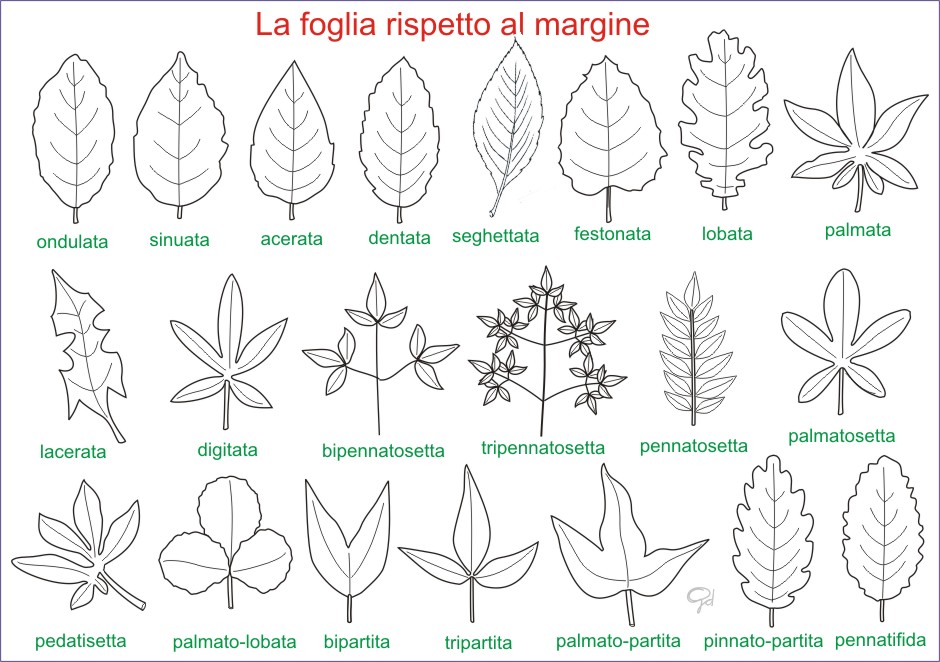 La foglia rispetto al margine
ondulata
sinuata
acerata
dentata
seghettata
festonata
lobata
palmata
lacerata
digitata
bipennatosetta
tripennatosetta
pennatosetta
palmatosetta
pedatisetta
palmato-lobata
bipartita
tripartita
palmato-partita
pinnato-partita
pennatifida